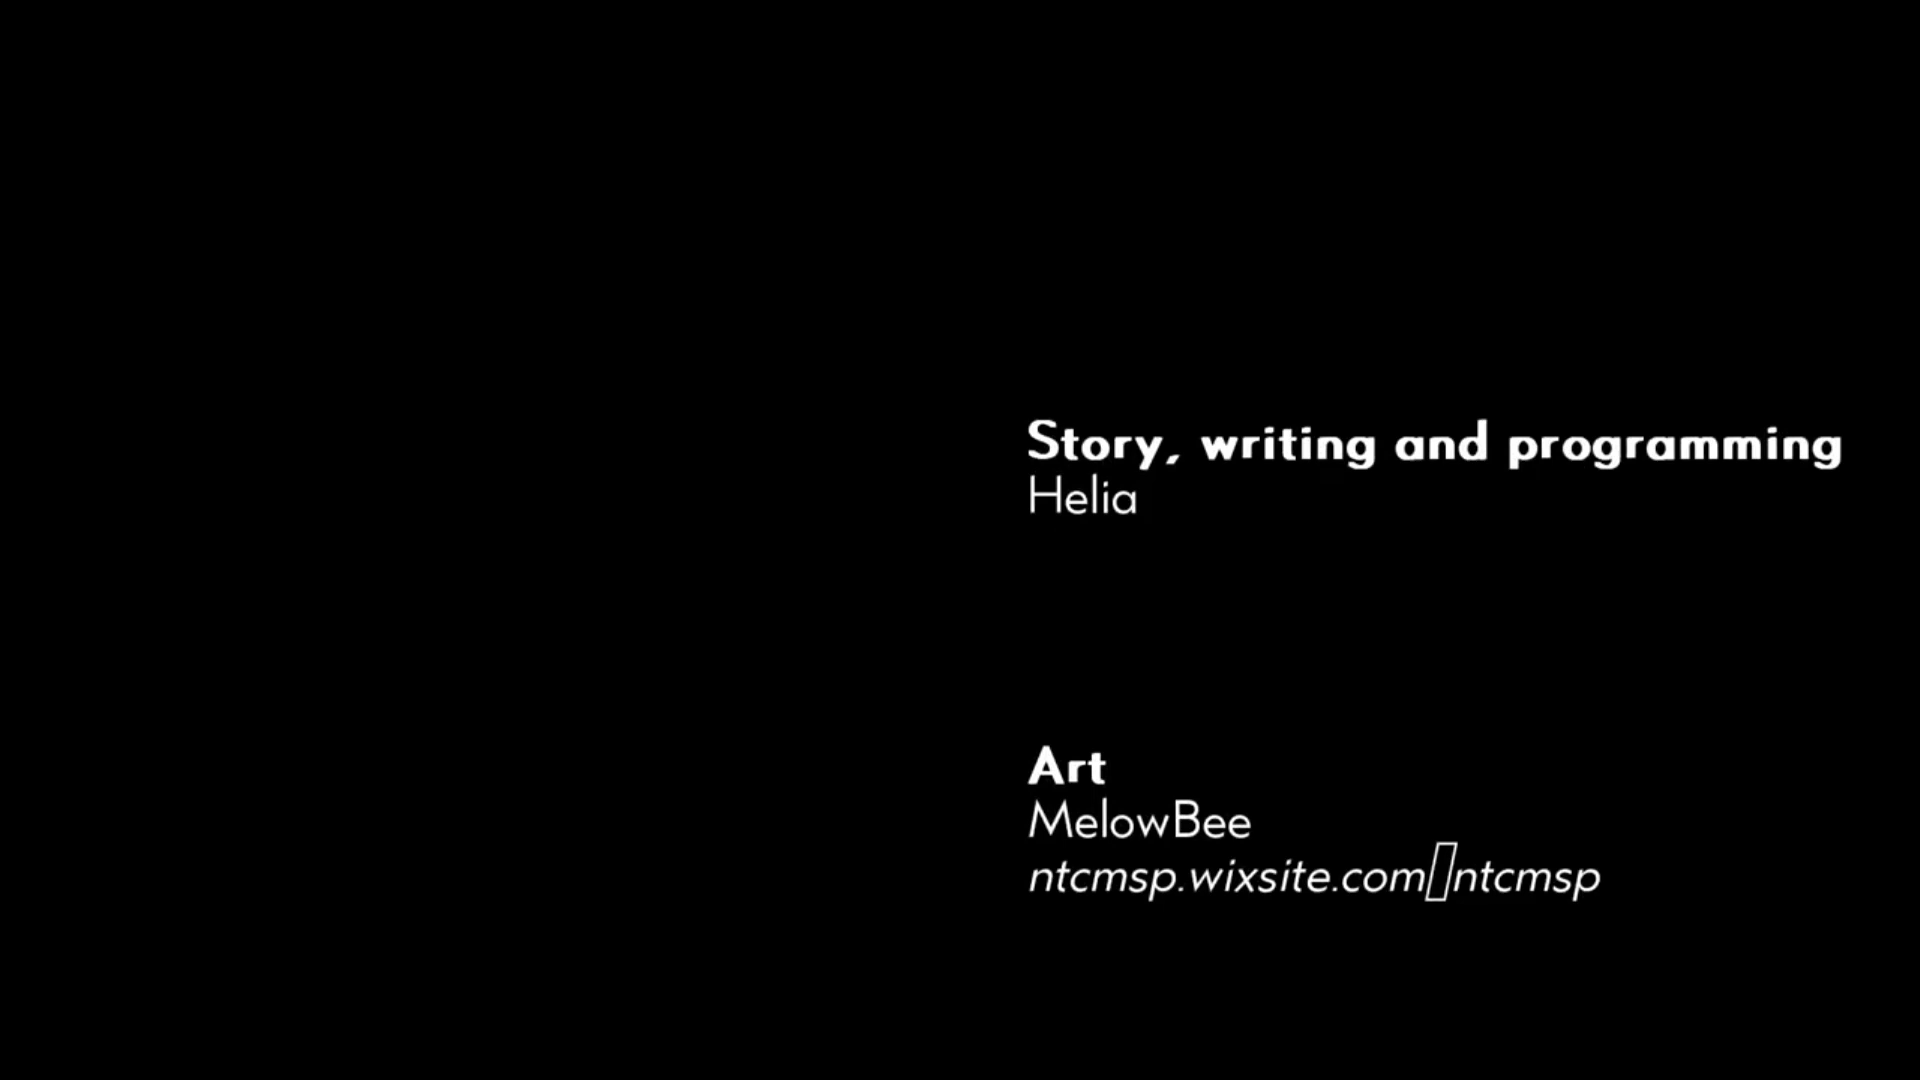 Story, writing and programming
Helia
Art
MelowBee
ntcmsp.wixsite.com▯ntcmsp